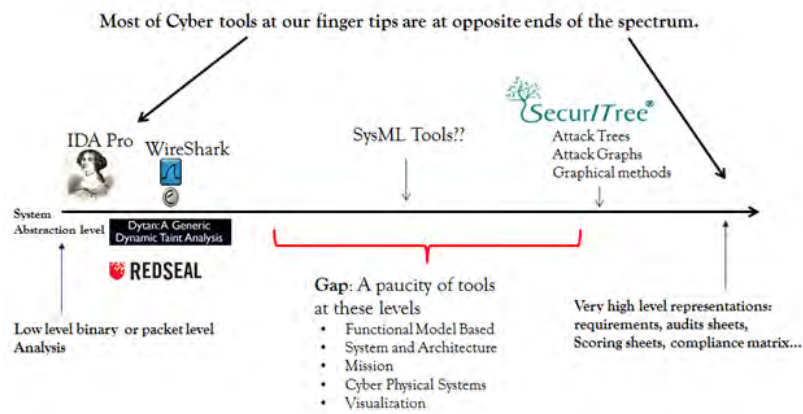 Most of Cyber tools at our finger tips are at opposite ends of the spectrum.
SecurITree®
IDA Pro
WireShark
SysML Tools??
Attack Trees
Attack Graphs
Graphical methods
System
Abstraction level
Dytan: A Generic
Dynamic Taint Analysis
REDSEAL
Gap: A paucity of tools
at these levels
• Functional Model Based
• System and Architecture
• Mission
• Cyber Physical Systems
• Visualization
Low level binary or packet level
Analysis
Very high level representations:
requirements, audits sheets,
Scoring sheets, compliance matrix...